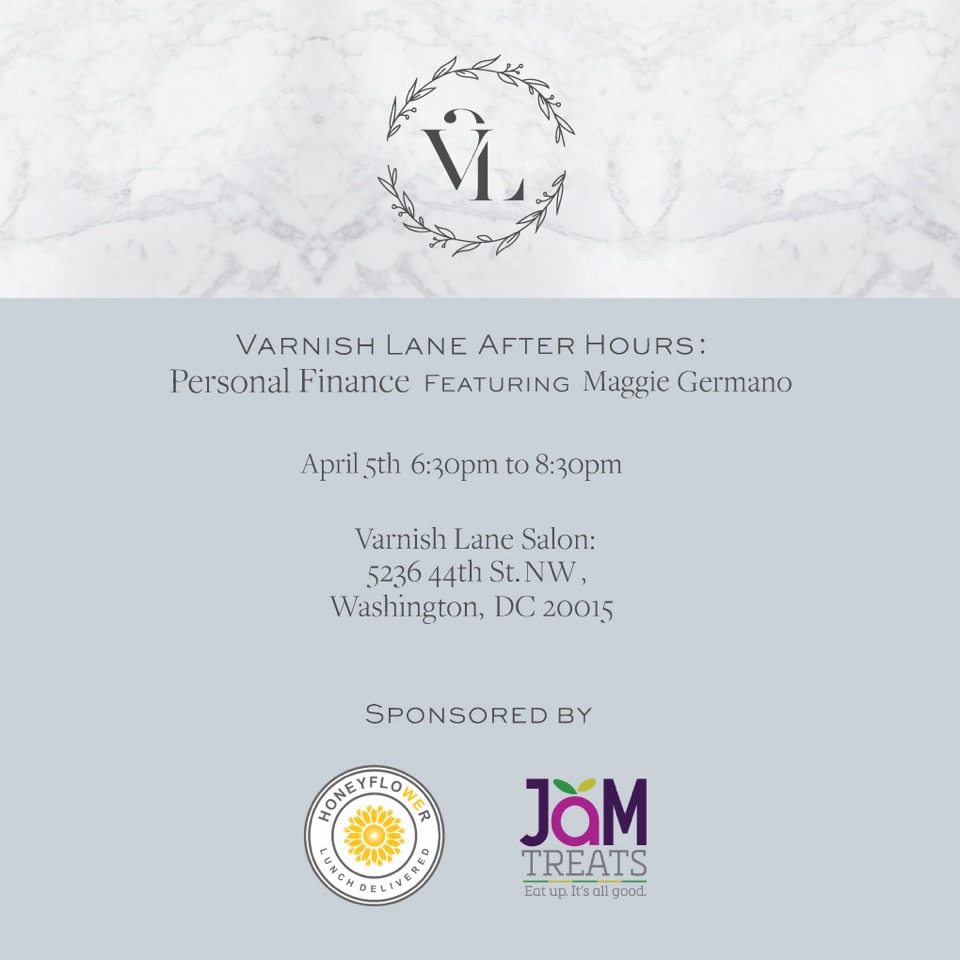 VL
VARNISH LANE AFTER HOURS:
Personal Finance FEATURING Maggie Germano
April 5th 6:30pm to 8:30pm
Varnish Lane Salon:
5236 44th St. NW,
Washington, DC 20015
SPONSORED BY
HONEYFLOWER
LUNCH DELIVERED
JaM
TREATS
Eat up. It's all good.